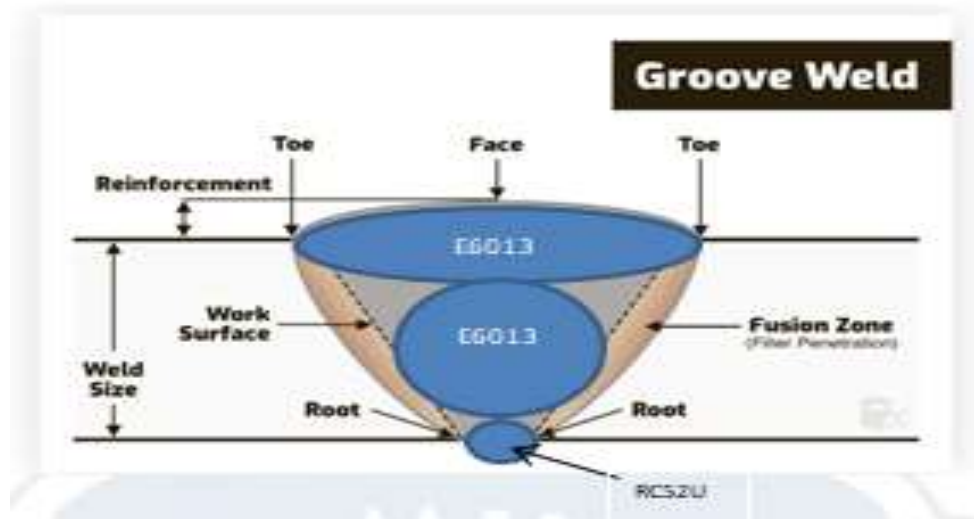 Groove Weld
Toe
Face
Toe
Reinforcement
E6013
Work
Surface
E6013
Fusion Zone
(Filler Penetration)
Weld
Size
Root
Root
RCS2U